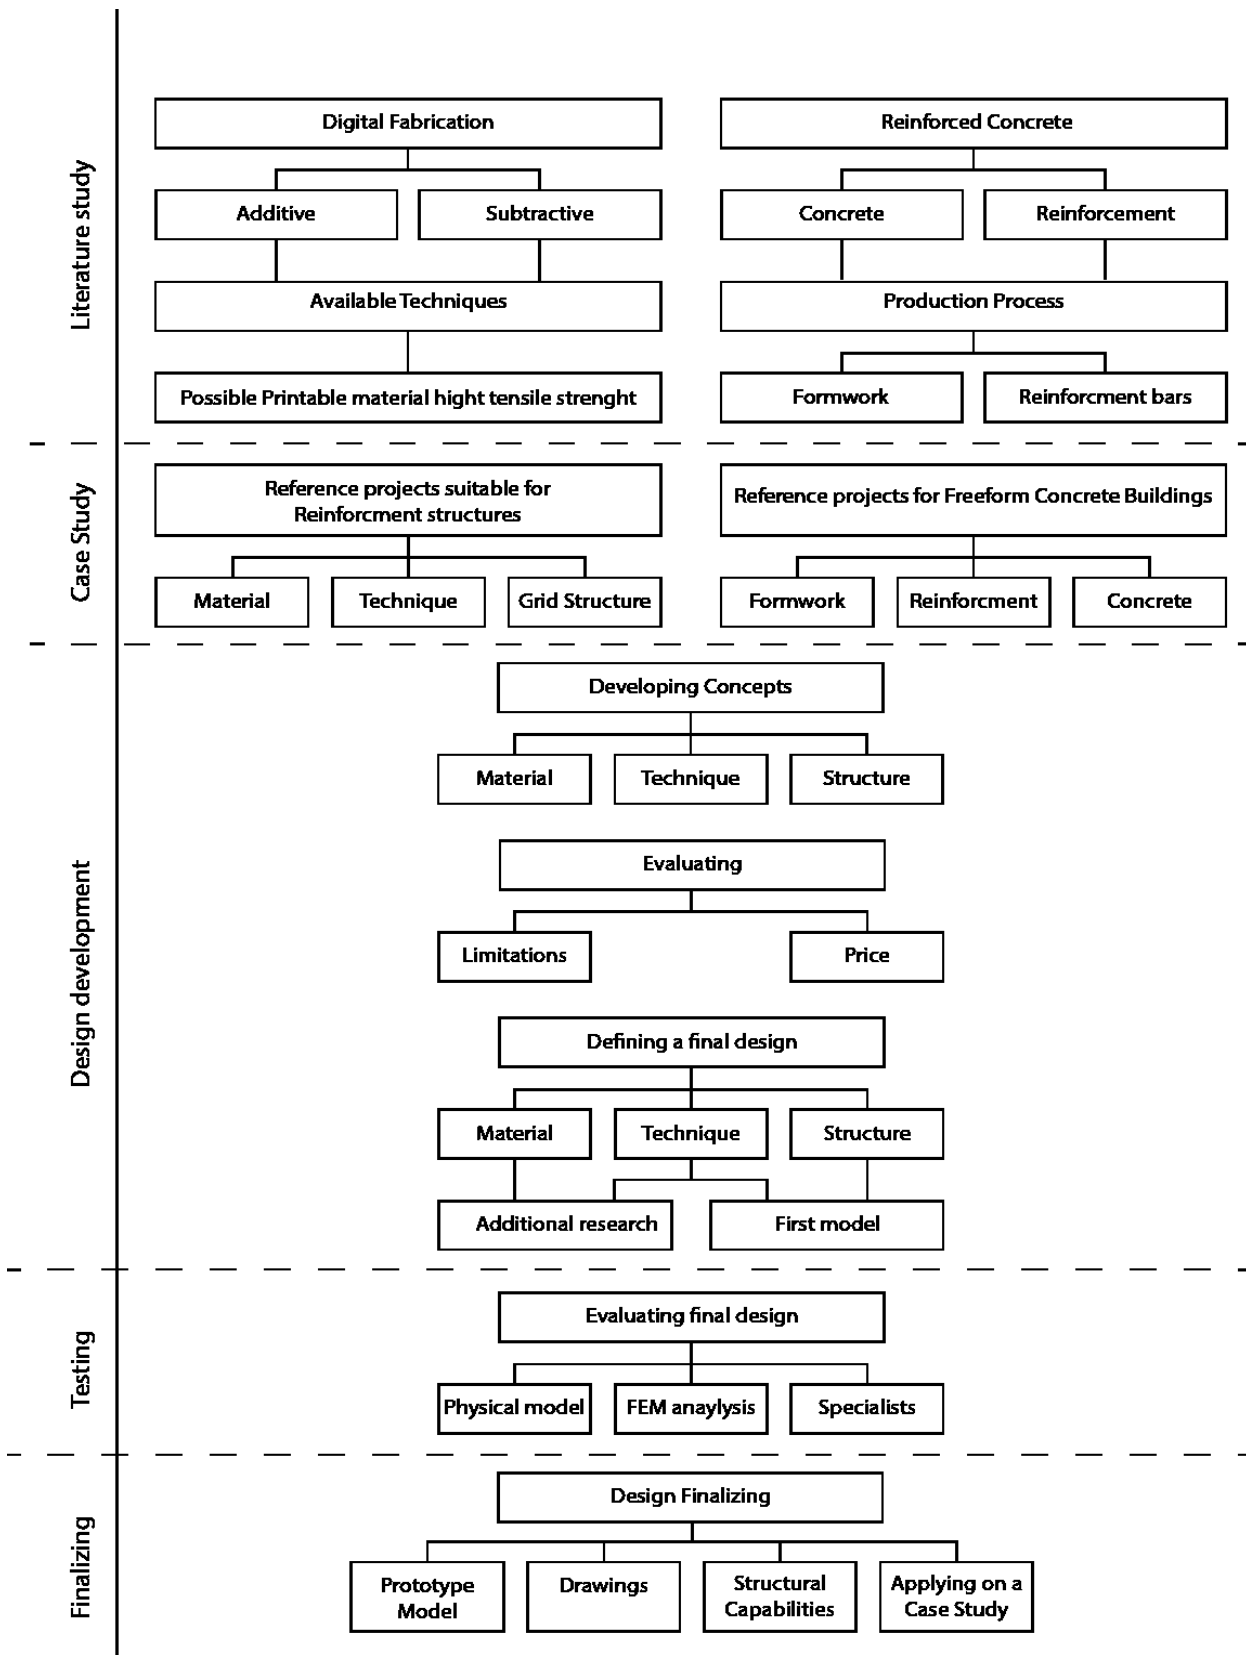 Literature study
Digital Fabrication
Reinforced Concrete
Additive
Subtractive
Concrete
Reinforcement
Available Techniques
Production Process
Possible Printable material hight tensile strenght
Formwork
Reinforcment bars
Case Study
Reference projects suitable for
Reinforcment structures
Reference projects for Freeform Concrete Buildings
Material
Technique
Grid Structure
Formwork
Reinforcment
Concrete
Design development
Developing Concepts
Material
Technique
Structure
Evaluating
Limitations
Price
Defining a final design
Material
Technique
Structure
Additional research
First model
Testing
Evaluating final design
Physical model
FEM anaylysis
Specialists
Finalizing
Design Finalizing
Prototype
Model
Drawings
Structural
Capabilities
Applying on a
Case Study